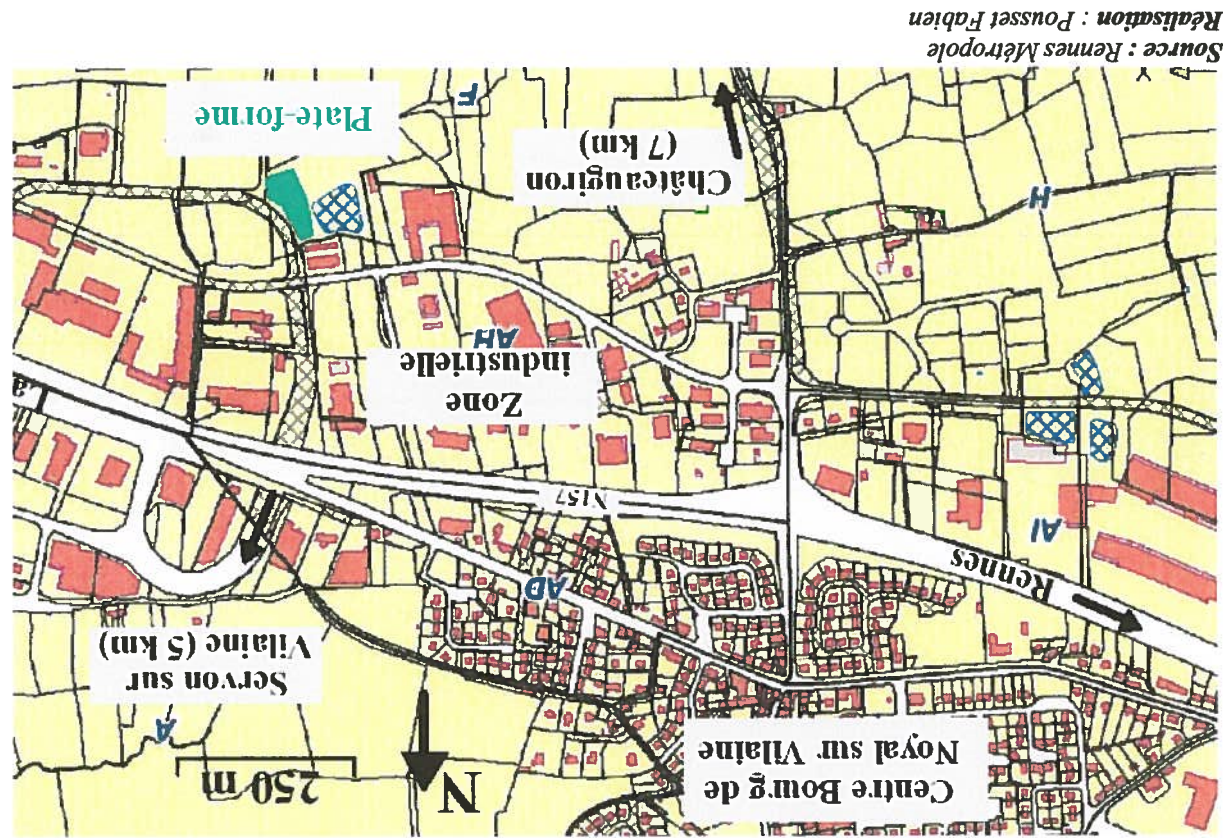 Centre Bourg de
Noyal sur Vilaine
N
250 m
A
Servon sur
Vilaine (5 km)
Rennes
AD
AI
N157
Zone
industrielle
AH
H
Châteaugiron
(7 km)
F
Plate-forme
Source : Rennes Métropole
Réalisation : Pousset Fabien